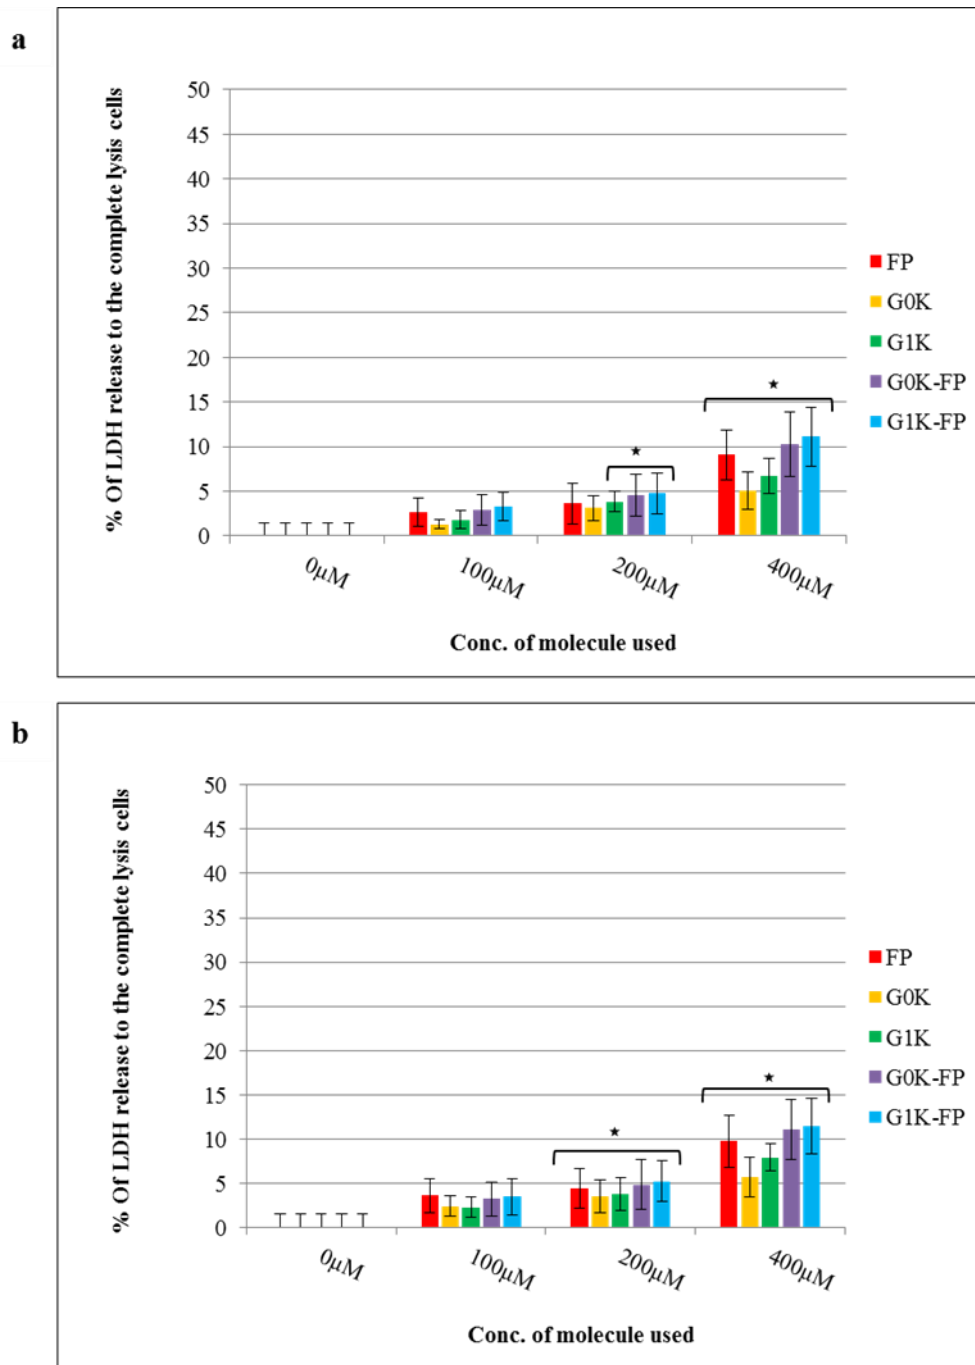 a
% Of LDH release to the complete lysis cells
50
45
40
35
30
25
20
15
10
5
0
0μM
100μM
200μM
400μM
Conc. of molecule used
FP
G0K
G1K
G0K-FP
G1K-FP
b
% Of LDH release to the complete lysis cells
50
45
40
35
30
25
20
15
10
5
0
0μM
100μM
200μM
400μM
Conc. of molecule used
FP
G0K
G1K
G0K-FP
G1K-FP